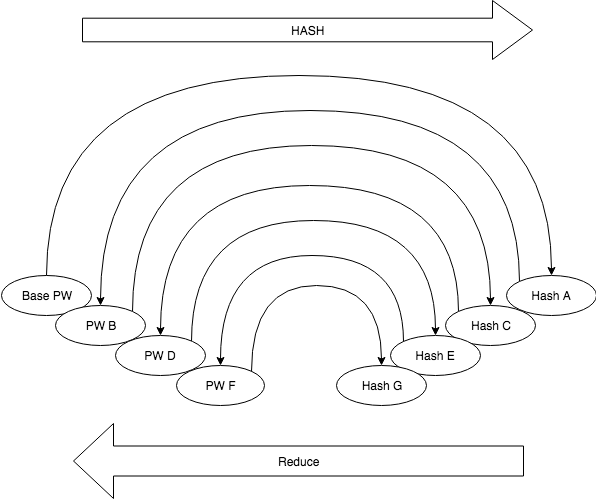 HASH
Base PW
Hash A
PW B
Hash C
PW D
Hash E
PW F
Hash G
Reduce